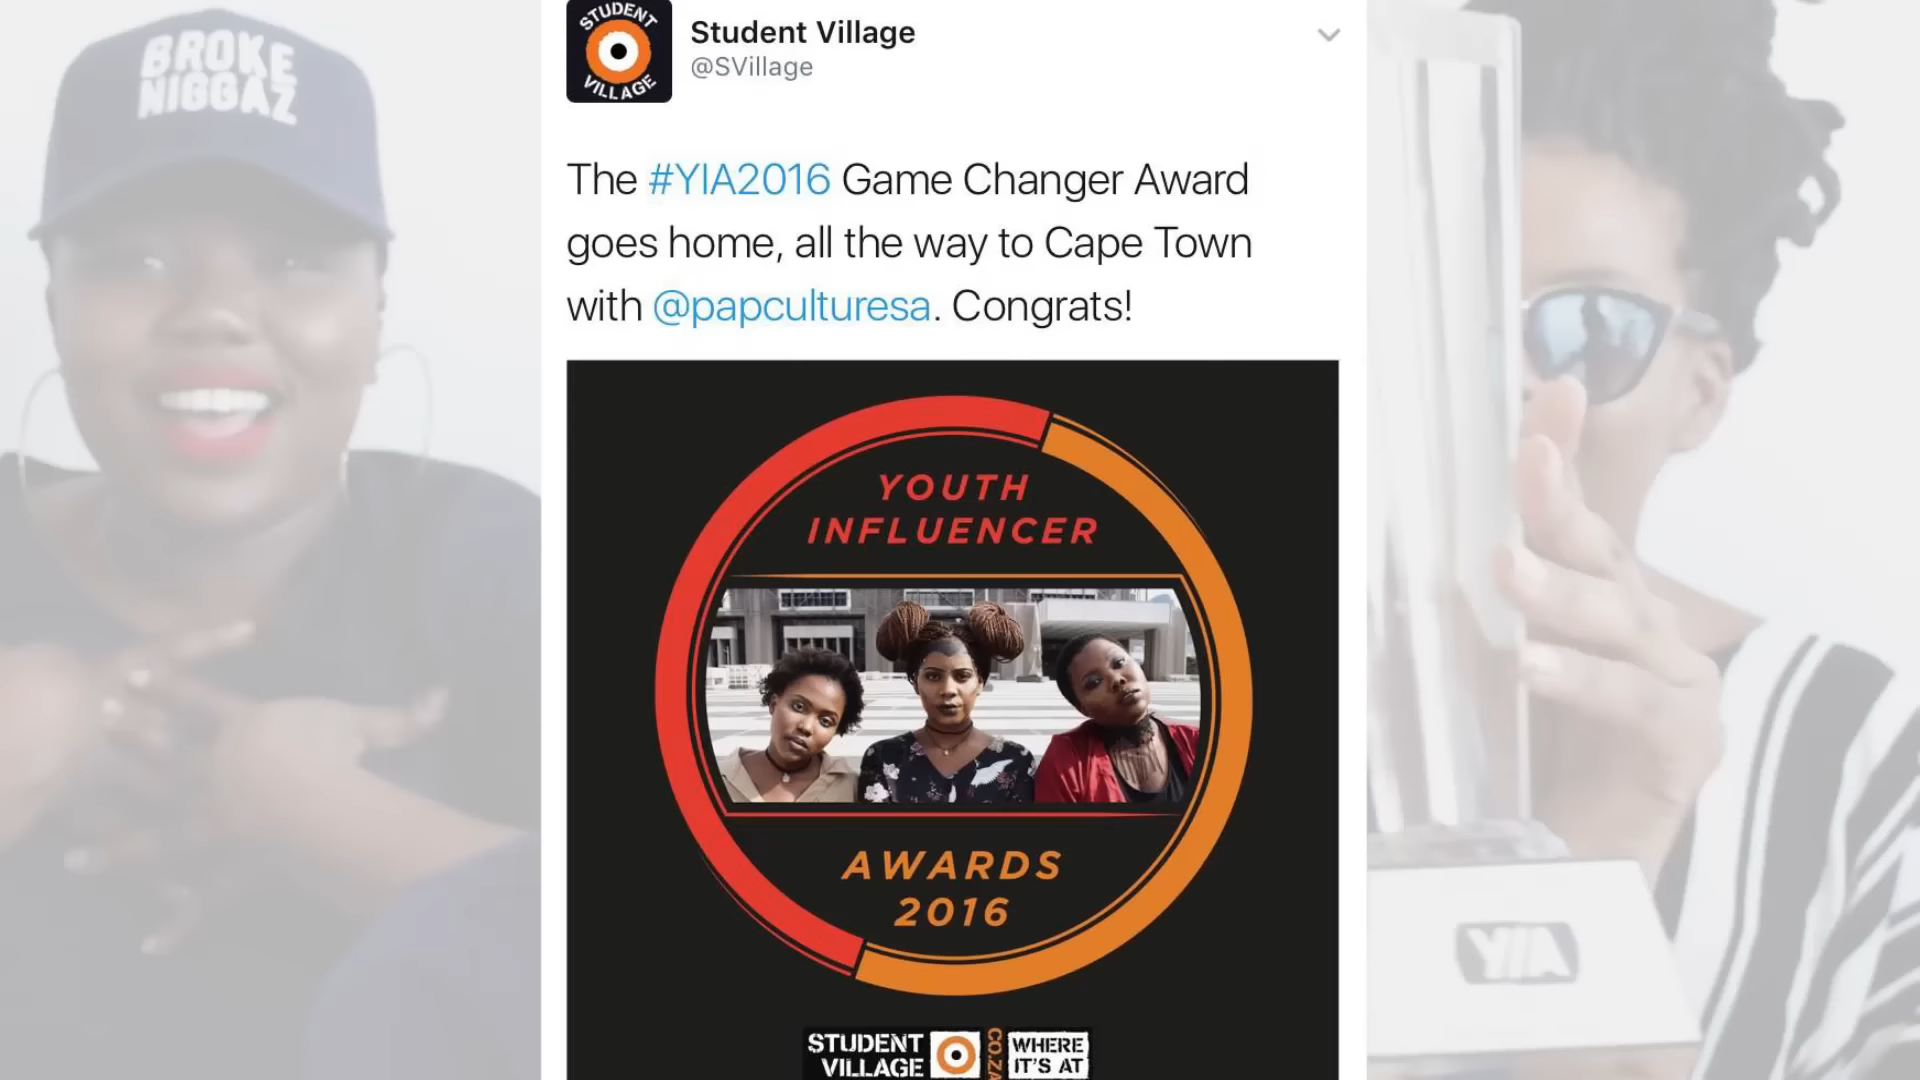 BROKE
NIGGAZ
STUDENT
VILLAGE
Student Village
@SVillage
The #YIA2016 Game Changer Award
goes home, all the way to Cape Town
with @papculturesa. Congrats!
YOUTH
INFLUENCER
AWARDS
2016
STUDENT
VILLAGE
CO.ZA
WHERE
IT'S AT
YIA